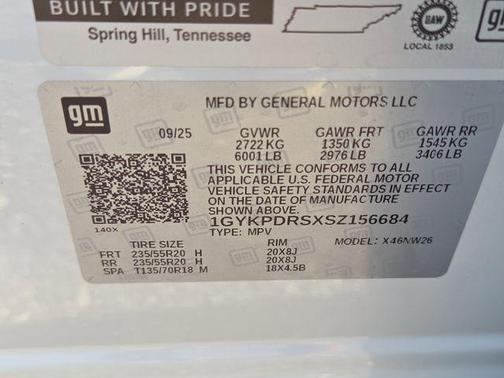 BUILT WITH PRIDE
Spring Hill, Tennessee
UAW
LOCAL 1853
gm
gm
MFD BY GENERAL MOTORS LLC
09/25 GVWR GAWR FRT GAWR RR
2722 KG 1350 KG 1545 KG
6001 LB 2976 LB 3406 LB
THIS VEHICLE CONFORMS TO ALL
APPLICABLE U.S. FEDERAL MOTOR
VEHICLE SAFETY STANDARDS IN EFFECT
ON THE DATE OF MANUFACTURE
SHOWN ABOVE.
1GYKPDRSXSZ156684
140X TYPE: MPV MODEL: X46NW26
TIRE SIZE RIM
FRT 235/55R20 H 20X8J
RR 235/55R20 H 20X8J
SPA T135/70R18 M 18X4.5B